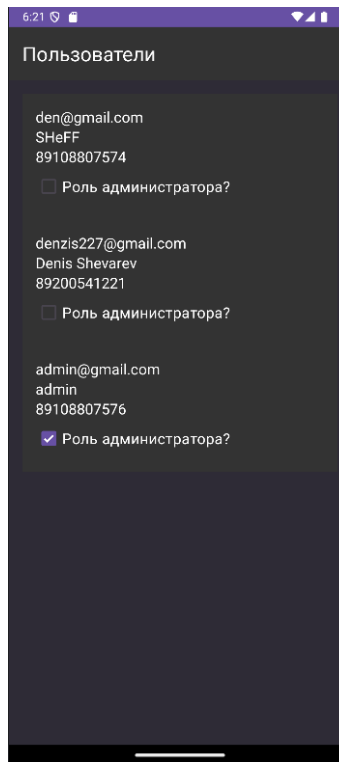 6:21
Пользователи
den@gmail.com
SHeFF
89108807574
Роль администратора?
denzis227@gmail.com
Denis Shevarev
89200541221
Роль администратора?
admin@gmail.com
admin
89108807576
Роль администратора?